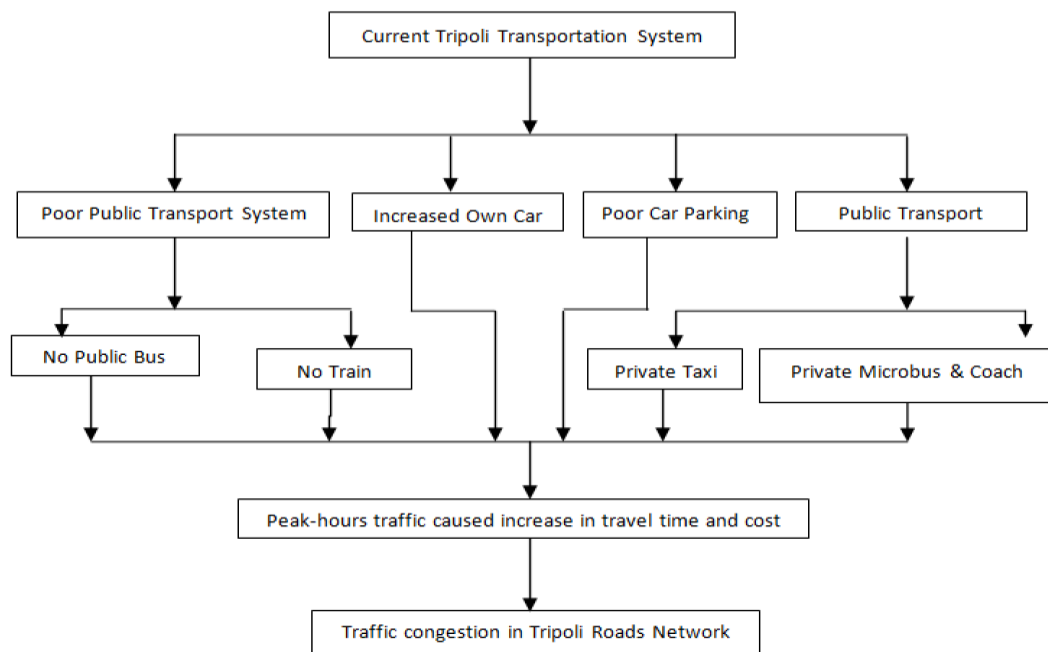 Current Tripoli Transportation System
Poor Public Transport System
Increased Own Car
Poor Car Parking
Public Transport
No Public Bus
No Train
Private Taxi
Private Microbus & Coach
Peak-hours traffic caused increase in travel time and cost
Traffic congestion in Tripoli Roads Network